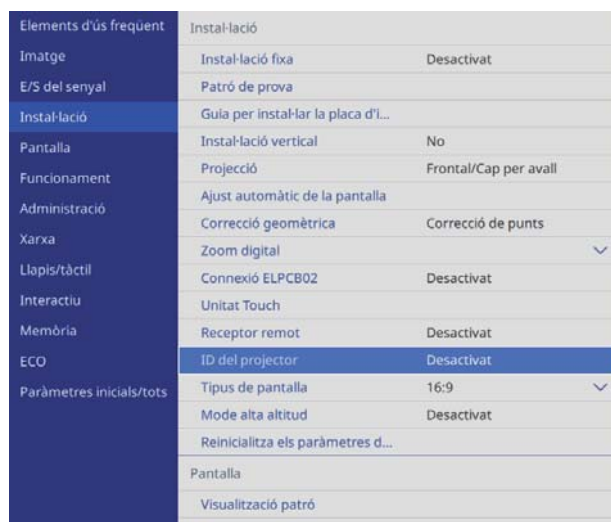 Elements d'ús freqüent
Imatge
E/S del senyal
Instal·lació
Pantalla
Funcionament
Administració
Xarxa
Llapis/tàctil
Interactiu
Memòria
ECO
Paràmetres inicials/tots
Instal·lació
Instal·lació fixa Desactivat
Patró de prova
Guia per instal·lar la placa d'i...
Instal·lació vertical No
Projecció Frontal/Cap per avall
Ajust automàtic de la pantalla
Correcció geomètrica Correcció de punts
Zoom digital
Connexió ELPCB02 Desactivat
Unitat Touch
Receptor remot Desactivat
ID del projector Desactivat
Tipus de pantalla 16:9
Mode alta altitud Desactivat
Reinicialitza els paràmetres d...
Pantalla
Visualització patró